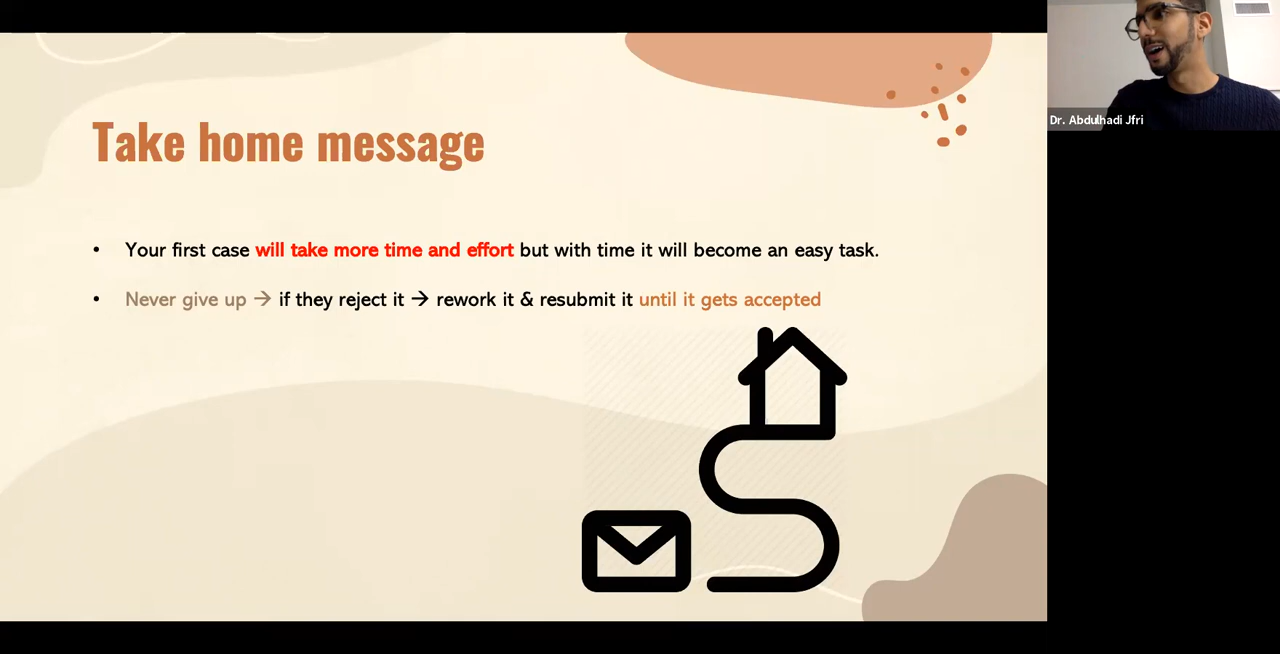 Take home message
• Your first case will take more time and effort but with time it will become an easy task.
• Never give up → if they reject it → rework it & resubmit it until it gets accepted
Dr. Abdulhadi Jfri